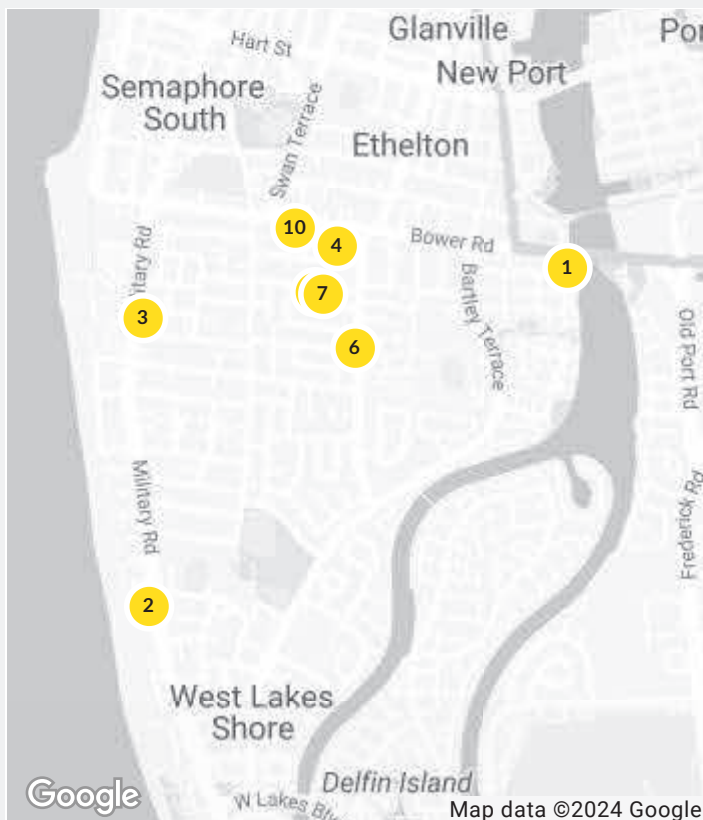 Glanville
Por
Hart St
New Port
Semaphore
South
Swan Terrace
Ethelton
10
4
Bower Rd
1
itary Rd
Bartley Terrace
7
3
Old Port Rd
6
Military Rd
Frederick Rd
2
West Lakes
Shore
Delfin Island
Google
W Lakes Blv
Map data ©2024 Google